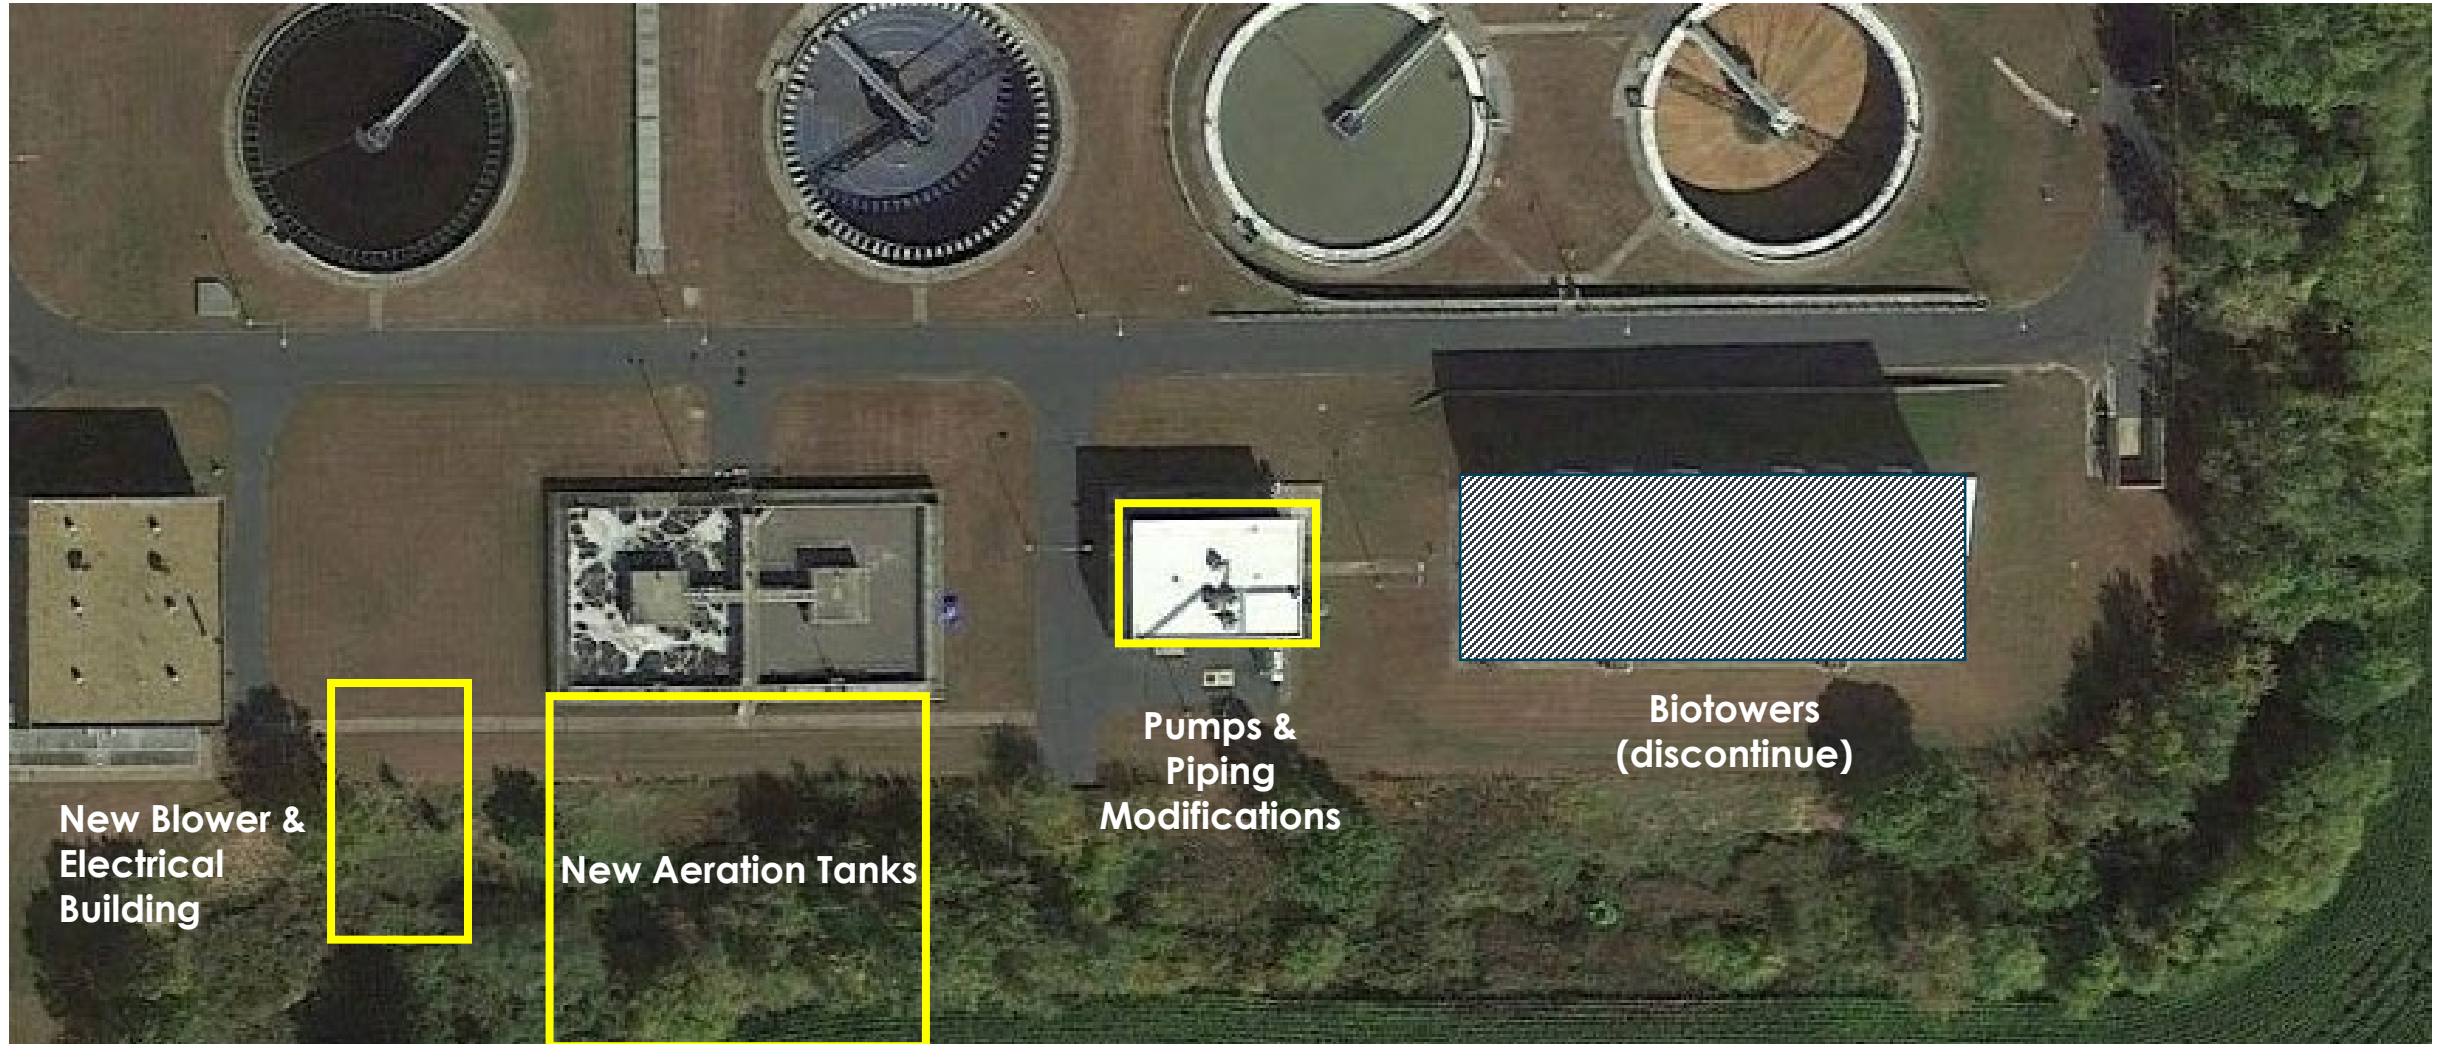 New Blower &
Electrical
Building
New Aeration Tanks
Pumps &
Piping
Modifications
Biotowers
(discontinue)